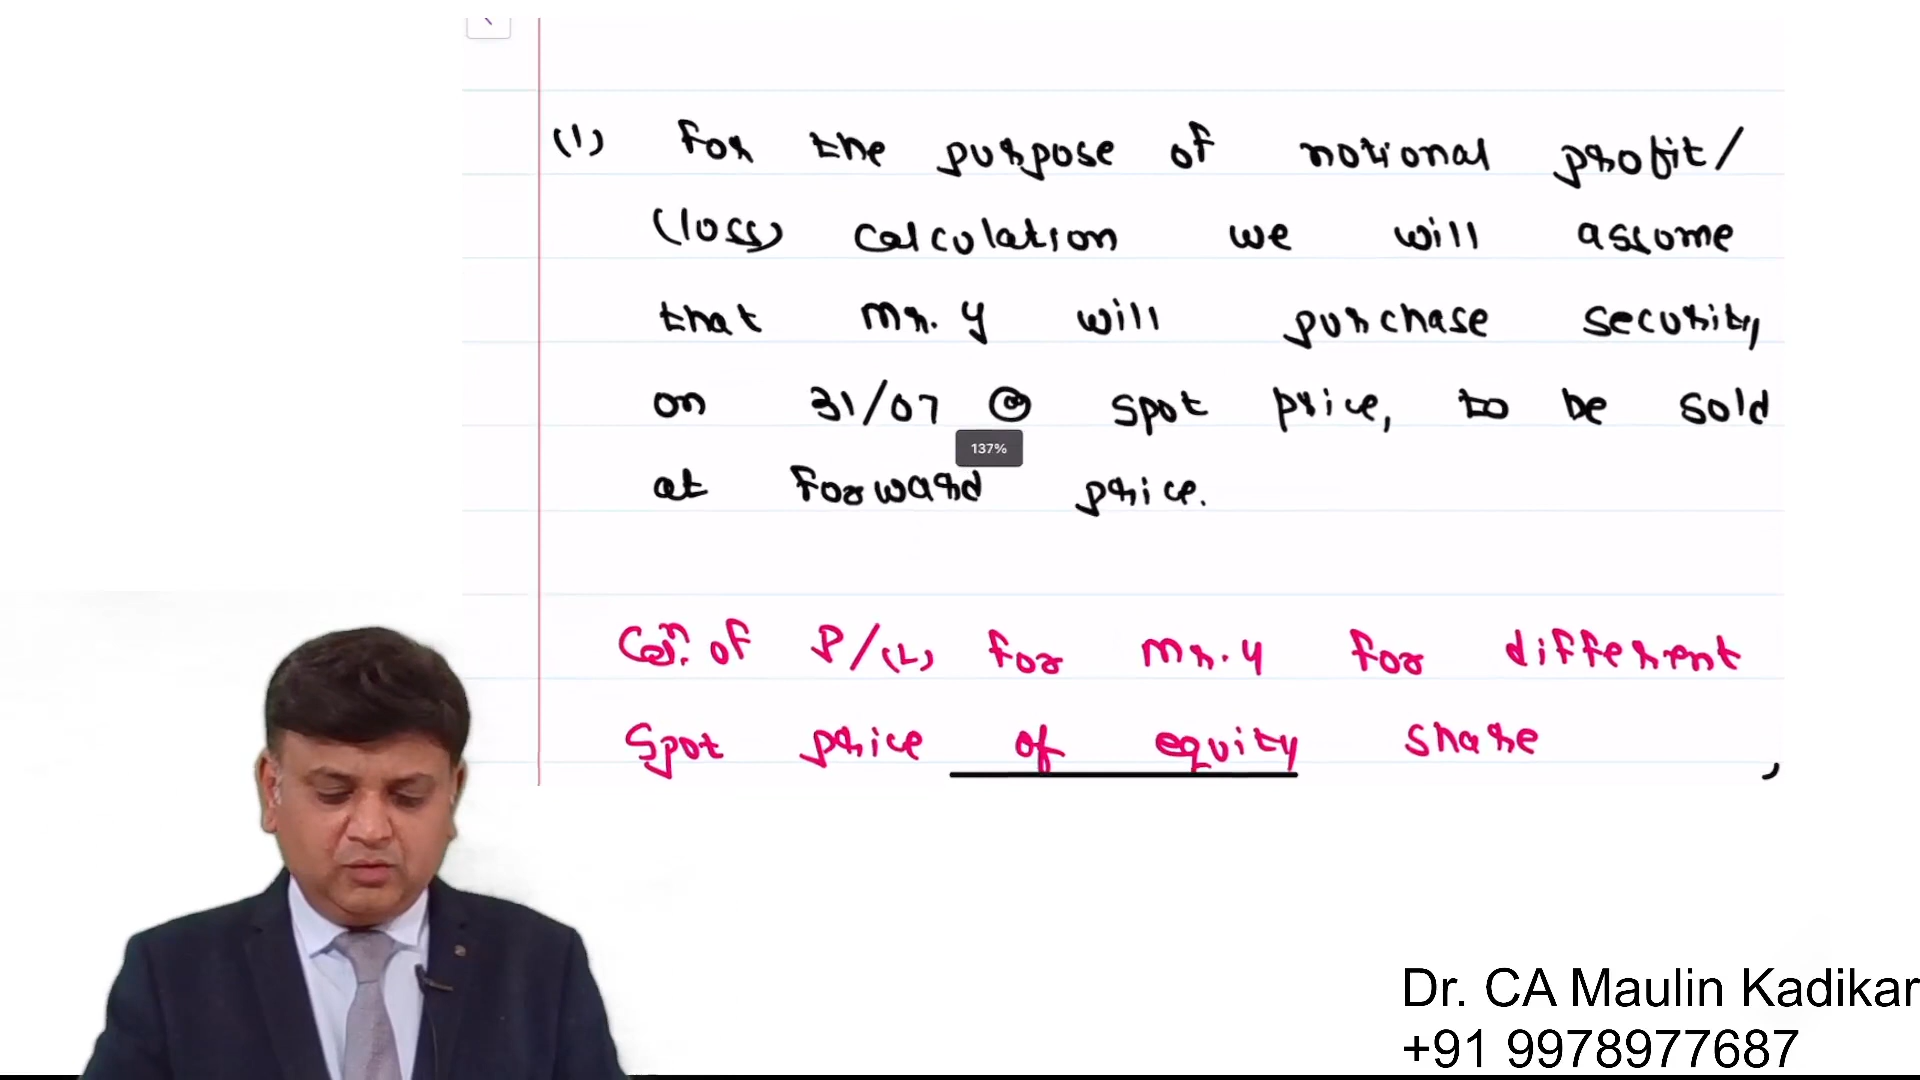 (1) For the purpose of notional profit/
(loss) calculation we will assume
that Mr. Y will purchase security
on 31/07 @ spot price, to be sold
137%
at forward price.
of P/(L) for Mr. Y for different
spot price of equity share
Dr. CA Maulin Kadikar
+91 9978977687